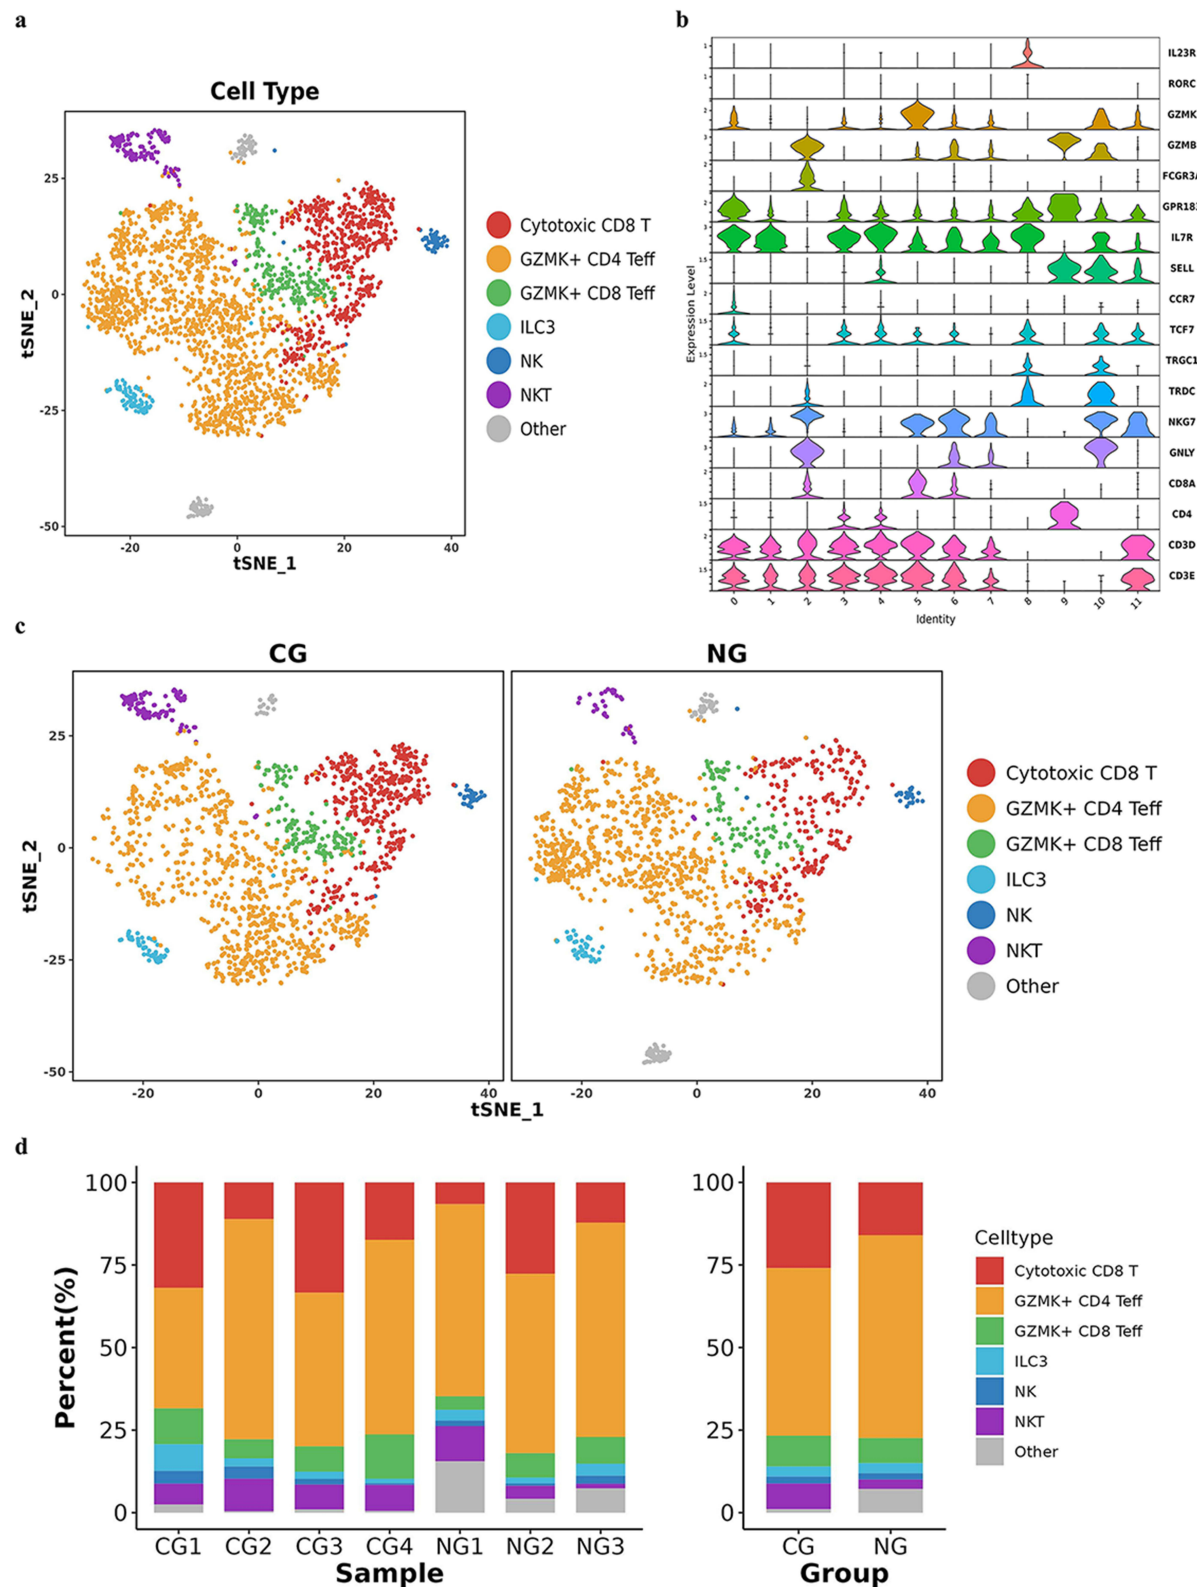 a
Cell Type
25
0
-25
-50
tSNE_2
-20 0 20 40
tSNE_1
Cytotoxic CD8 T
GZMK+ CD4 Teff
GZMK+ CD8 Teff
ILC3
NK
NKT
Other
b
Expression Level
IL23R
RORC
GZMK
GZMB
FCGR3A
GPR183
IL7R
SELL
CCR7
TCF7
TRGC1
TRDC
NKG7
GNLY
CD8A
CD4
CD3D
CD3E
0 1 2 3 4 5 6 7 8 9 10 11
Identity
c
CG NG
25
0
-25
-50
tSNE_2
-20 0 20 40 -20 0 20 40
tSNE_1
Cytotoxic CD8 T
GZMK+ CD4 Teff
GZMK+ CD8 Teff
ILC3
NK
NKT
Other
d
100
75
50
25
0
Percent(%)
CG1 CG2 CG3 CG4 NG1 NG2 NG3
Sample
100
75
50
25
0
CG NG
Group
Celltype
Cytotoxic CD8 T
GZMK+ CD4 Teff
GZMK+ CD8 Teff
ILC3
NK
NKT
Other